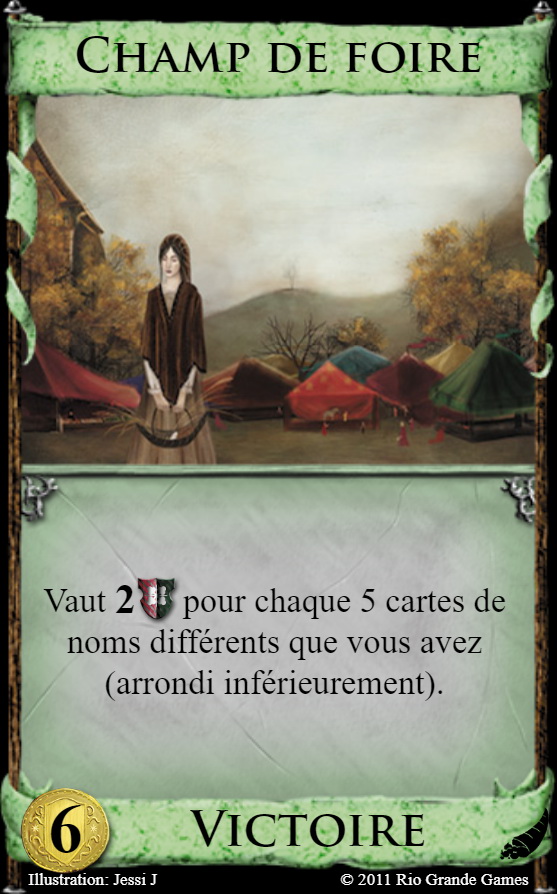 CHAMP DE FOIRE
Vaut 2 pour chaque 5 cartes de
noms différents que vous avez
(arrondi inférieurement).
6 VICTOIRE
Illustration: Jessi J © 2011 Rio Grande Games